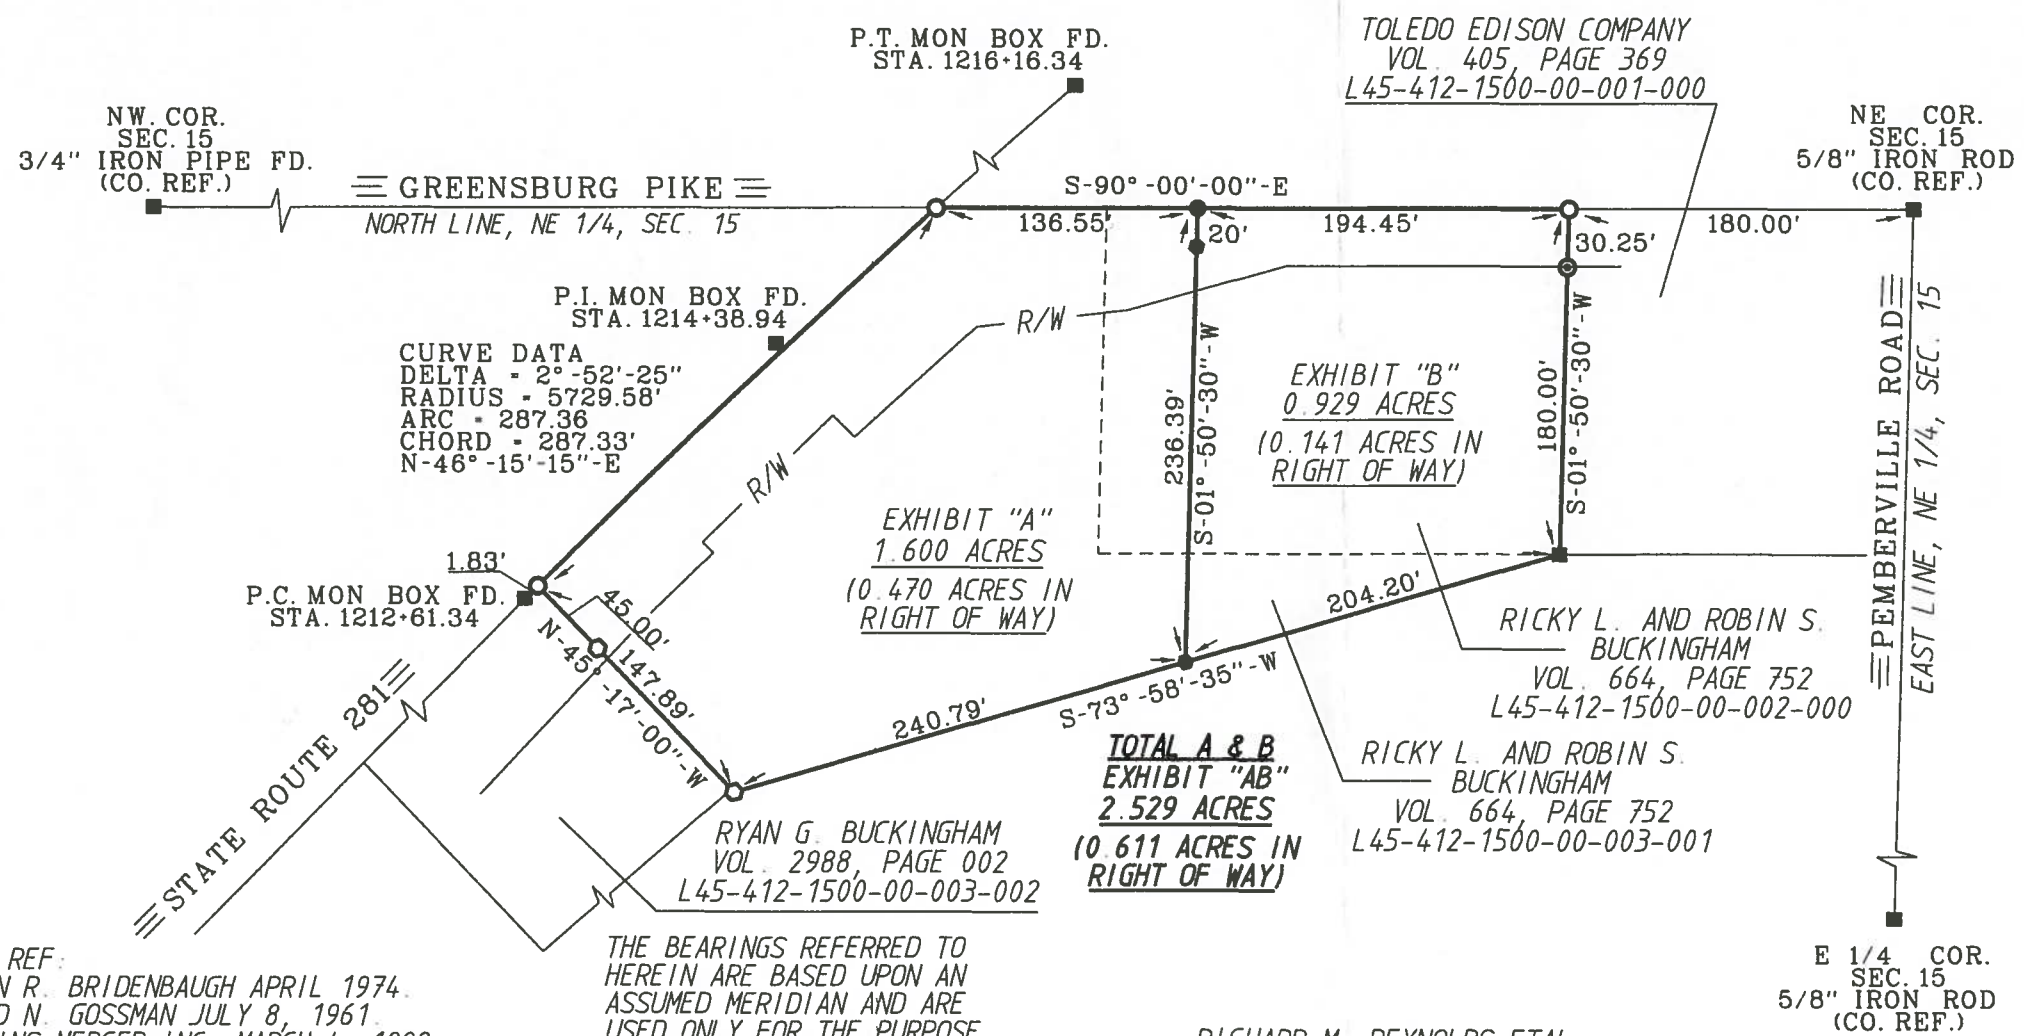 P.T. MON BOX FD.
STA. 1216+16.34
TOLEDO EDISON COMPANY
VOL. 405, PAGE 369
L45-412-1500-00-001-000
NW. COR.
SEC. 15
3/4" IRON PIPE FD.
(CO. REF.)
NE COR.
SEC. 15
5/8" IRON ROD
(CO. REF.)
GREENSBURG PIKE
NORTH LINE, NE 1/4, SEC. 15
S-90°-00'-00"-E
136.55'
20'
194.45'
30.25'
180.00'
P.I. MON BOX FD.
STA. 1214+38.94
R/W
CURVE DATA
DELTA = 2°-52'-25"
RADIUS = 5729.58'
ARC = 287.36
CHORD = 287.33'
N-46°-15'-15"-E
R/W
236.39'
S-01°-50'-30"-W
EXHIBIT "B"
0.929 ACRES
(0.141 ACRES IN
RIGHT OF WAY)
180.00'
S-01°-50'-30"-W
PEMBERVILLE ROAD
EAST LINE, NE 1/4, SEC. 15
EXHIBIT "A"
1.600 ACRES
(0.470 ACRES IN
RIGHT OF WAY)
1.83'
P.C. MON BOX FD.
STA. 1212+61.34
45.00'
147.89'
N-45°-17'-00"-W
204.20'
240.79'
S-73°-58'-35"-W
RICKY L. AND ROBIN S.
BUCKINGHAM
VOL. 664, PAGE 752
L45-412-1500-00-002-000
STATE ROUTE 281
TOTAL A & B
EXHIBIT "AB"
2.529 ACRES
(0.611 ACRES IN
RIGHT OF WAY)
RICKY L. AND ROBIN S.
BUCKINGHAM
VOL. 664, PAGE 752
L45-412-1500-00-003-001
RYAN G. BUCKINGHAM
VOL. 2988, PAGE 002
L45-412-1500-00-003-002
REF:
N R. BRIDENBAUGH APRIL 1974.
D N. GOSSMAN JULY 8, 1961.
THE BEARINGS REFERRED TO
HEREIN ARE BASED UPON AN
ASSUMED MERIDIAN AND ARE
USED ONLY FOR THE PURPOSE
E 1/4 COR.
SEC. 15
5/8" IRON ROD
(CO. REF.)